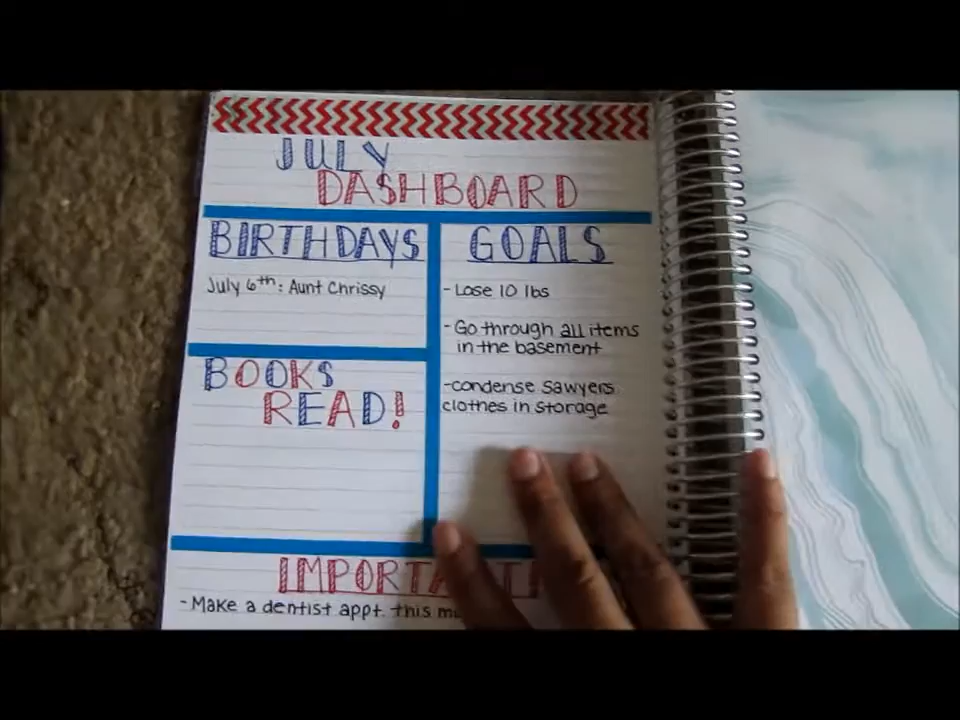 JULY
DASHBOARD
BIRTHDAYS
July 6th: Aunt Chrissy
BOOKS
READ!
GOALS
- Lose 10 lbs
- Go through all items
in the basement
-condense Sawyers
clothes in storage
- Make a dentist appt. this